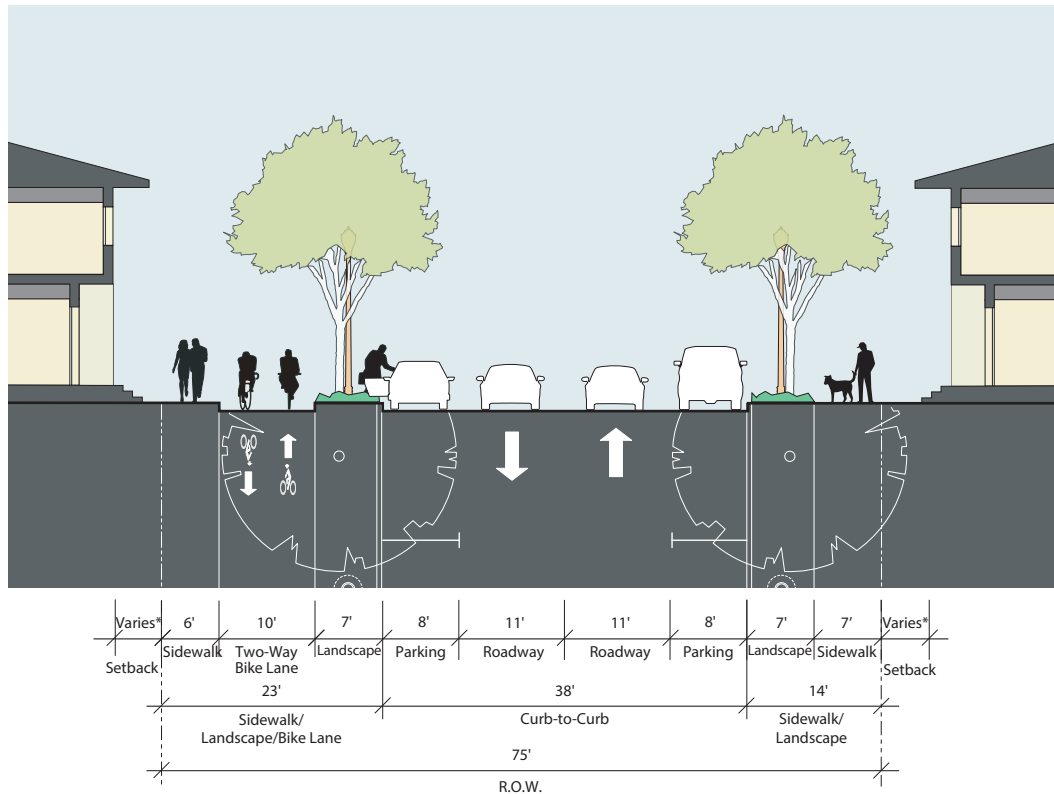 Varies* 6' 10' 7' 8' 11' 11' 8' 7' 7' Varies*
Setback Sidewalk Two-Way Bike Lane Landscape Parking Roadway Roadway Parking Landscape Sidewalk Setback
23' 38' 14'
Sidewalk/ Curb-to-Curb Sidewalk/
Landscape/Bike Lane Landscape
75'
R.O.W.